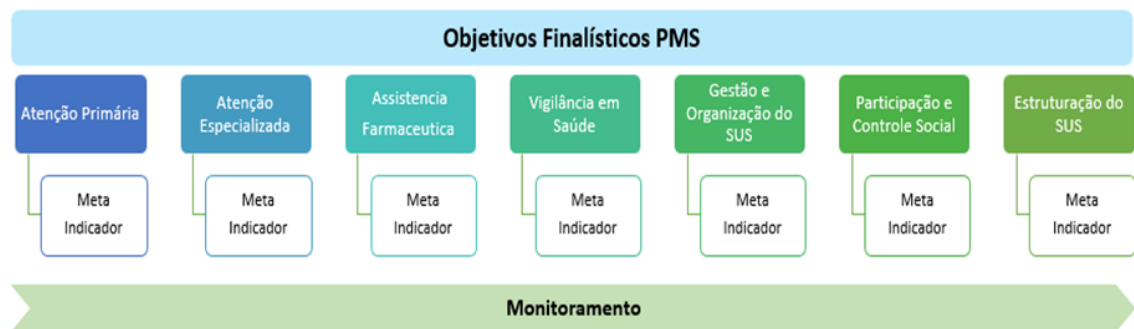 Objetivos Finalísticos PMS
Atenção Primária
Atenção
Especializada
Assistencia
Farmaceutica
Vigilância em
Saúde
Gestão e
Organização do
SUS
Participação e
Controle Social
Estruturação do
SUS
Meta
Indicador
Meta
Indicador
Meta
Indicador
Meta
Indicador
Meta
Indicador
Meta
Indicador
Meta
Indicador
Monitoramento